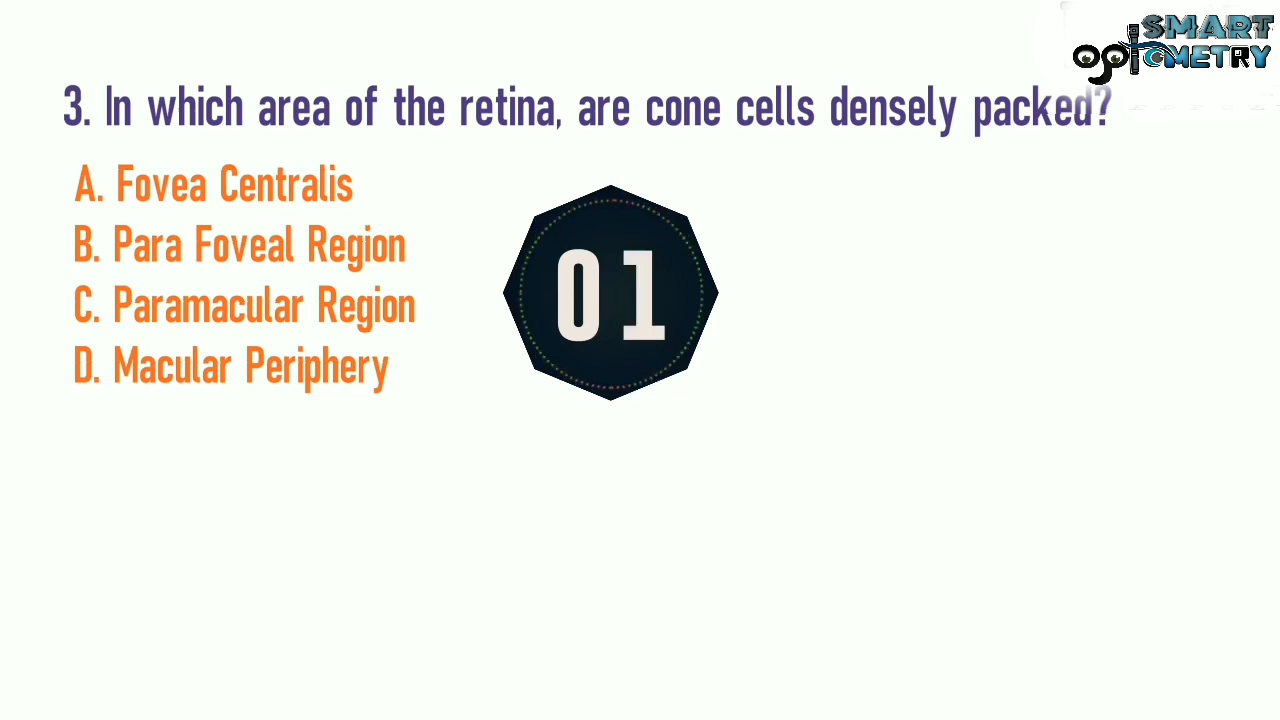 SMART
optOMETRY
3. In which area of the retina, are cone cells densely packed?
A. Fovea Centralis
B. Para Foveal Region
C. Paramacular Region
D. Macular Periphery
01